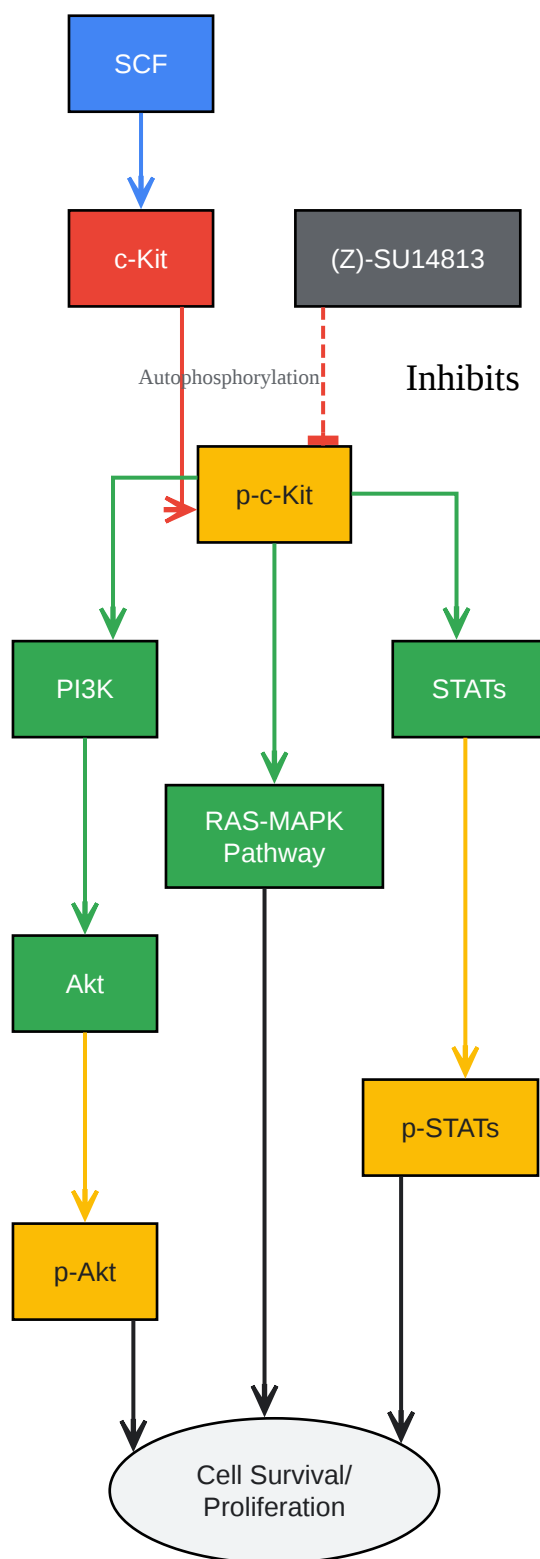 SCF
c-Kit
(Z)-SU14813
Autophosphorylation
Inhibits
p-c-Kit
PI3K
STATs
RAS-MAPK
Pathway
Akt
p-STATs
p-Akt
Cell Survival/
Proliferation